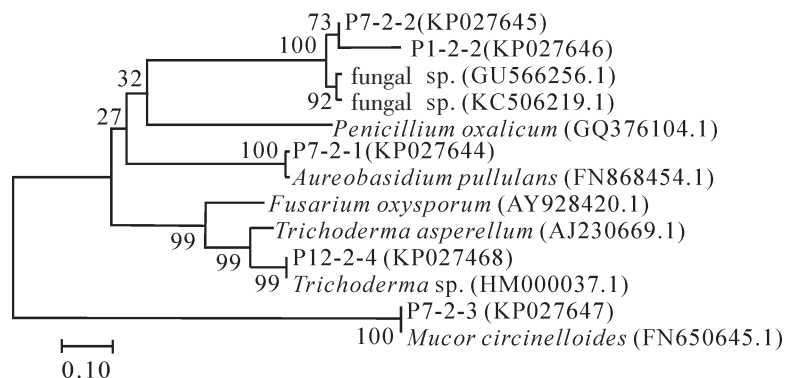 73 P7-2-2(KP027645)
100 P1-2-2(KP027646)
32 fungal sp. (GU566256.1)
92 fungal sp. (KC506219.1)
27 Penicillium oxalicum (GQ376104.1)
100 P7-2-1(KP027644)
Aureobasidium pullulans (FN868454.1)
Fusarium oxysporum (AY928420.1)
99 Trichoderma asperellum (AJ230669.1)
99 P12-2-4 (KP027468)
99 Trichoderma sp. (HM000037.1)
P7-2-3 (KP027647)
100 Mucor circinelloides (FN650645.1)
0.10